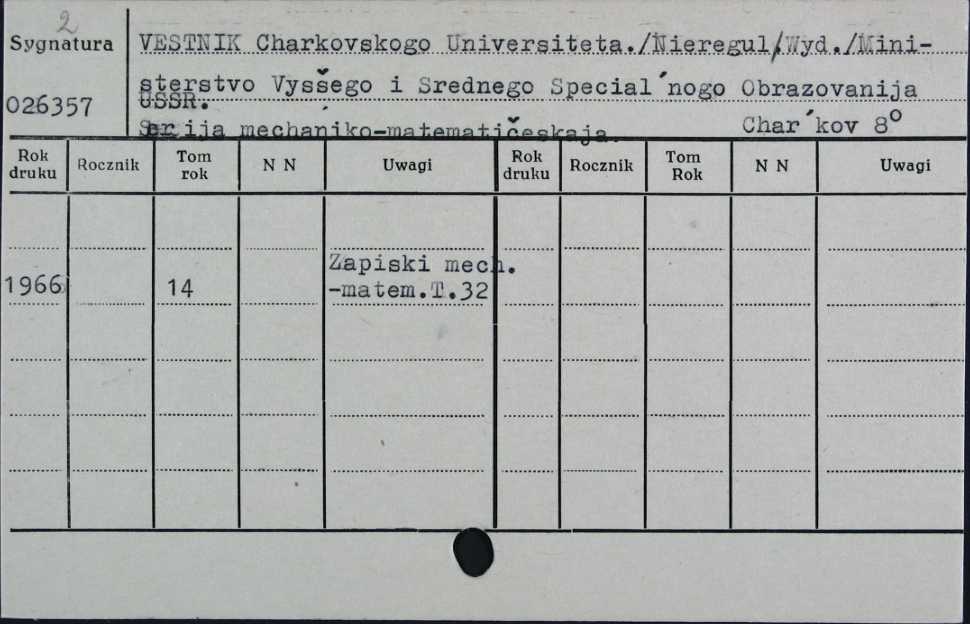 2
Sygnatura
026357
VESTNIK Charkovskogo Universiteta./Nieregul/Wyd./Mini-
sterstvo Vysšego i Srednego Special´nogo Obrazovanija
USSR.
Serija mechaniko-matematičeskaja.
Char´kov 8°
Rok druku Rocznik Tom rok N N Uwagi Rok druku Rocznik Tom Rok N N Uwagi
Zapiski mech.
1966 14 -matem.T.32